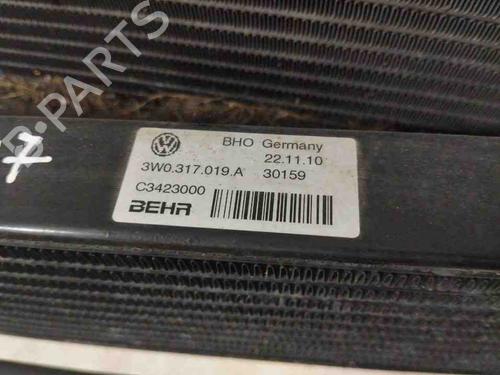 BHO Germany
22.11.10
3W0.317.019.A 30159
C3423000
BEHR
B-PARTS